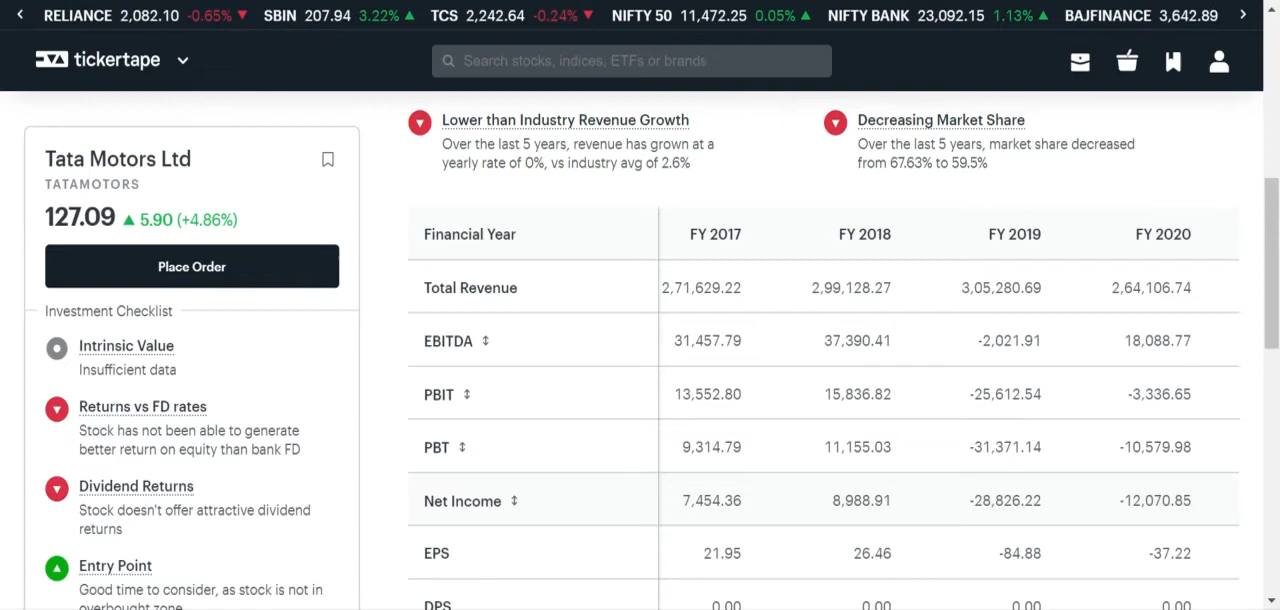 RELIANCE 2,082.10 -0.65% SBIN 207.94 3.22% TCS 2,242.64 -0.24% NIFTY 50 11,472.25 0.05% NIFTY BANK 23,092.15 1.13% BAJFINANCE 3,642.89
tickertape
Search stocks, indices, ETFs or brands
Lower than Industry Revenue Growth
Over the last 5 years, revenue has grown at a
yearly rate of 0%, vs industry avg of 2.6%
Decreasing Market Share
Over the last 5 years, market share decreased
from 67.63% to 59.5%
Tata Motors Ltd
TATAMOTORS
127.09 5.90 (+4.86%)
Place Order
Investment Checklist
Intrinsic Value
Insufficient data
Returns vs FD rates
Stock has not been able to generate
better return on equity than bank FD
Dividend Returns
Stock doesn't offer attractive dividend
returns
Entry Point
Good time to consider, as stock is not in
overbought zone
Financial Year FY 2017 FY 2018 FY 2019 FY 2020
Total Revenue 2,71,629.22 2,99,128.27 3,05,280.69 2,64,106.74
EBITDA 31,457.79 37,390.41 -2,021.91 18,088.77
PBIT 13,552.80 15,836.82 -25,612.54 -3,336.65
PBT 9,314.79 11,155.03 -31,371.14 -10,579.98
Net Income 7,454.36 8,988.91 -28,826.22 -12,070.85
EPS 21.95 26.46 -84.88 -37.22
DPS 0.00 0.00 0.00 0.00